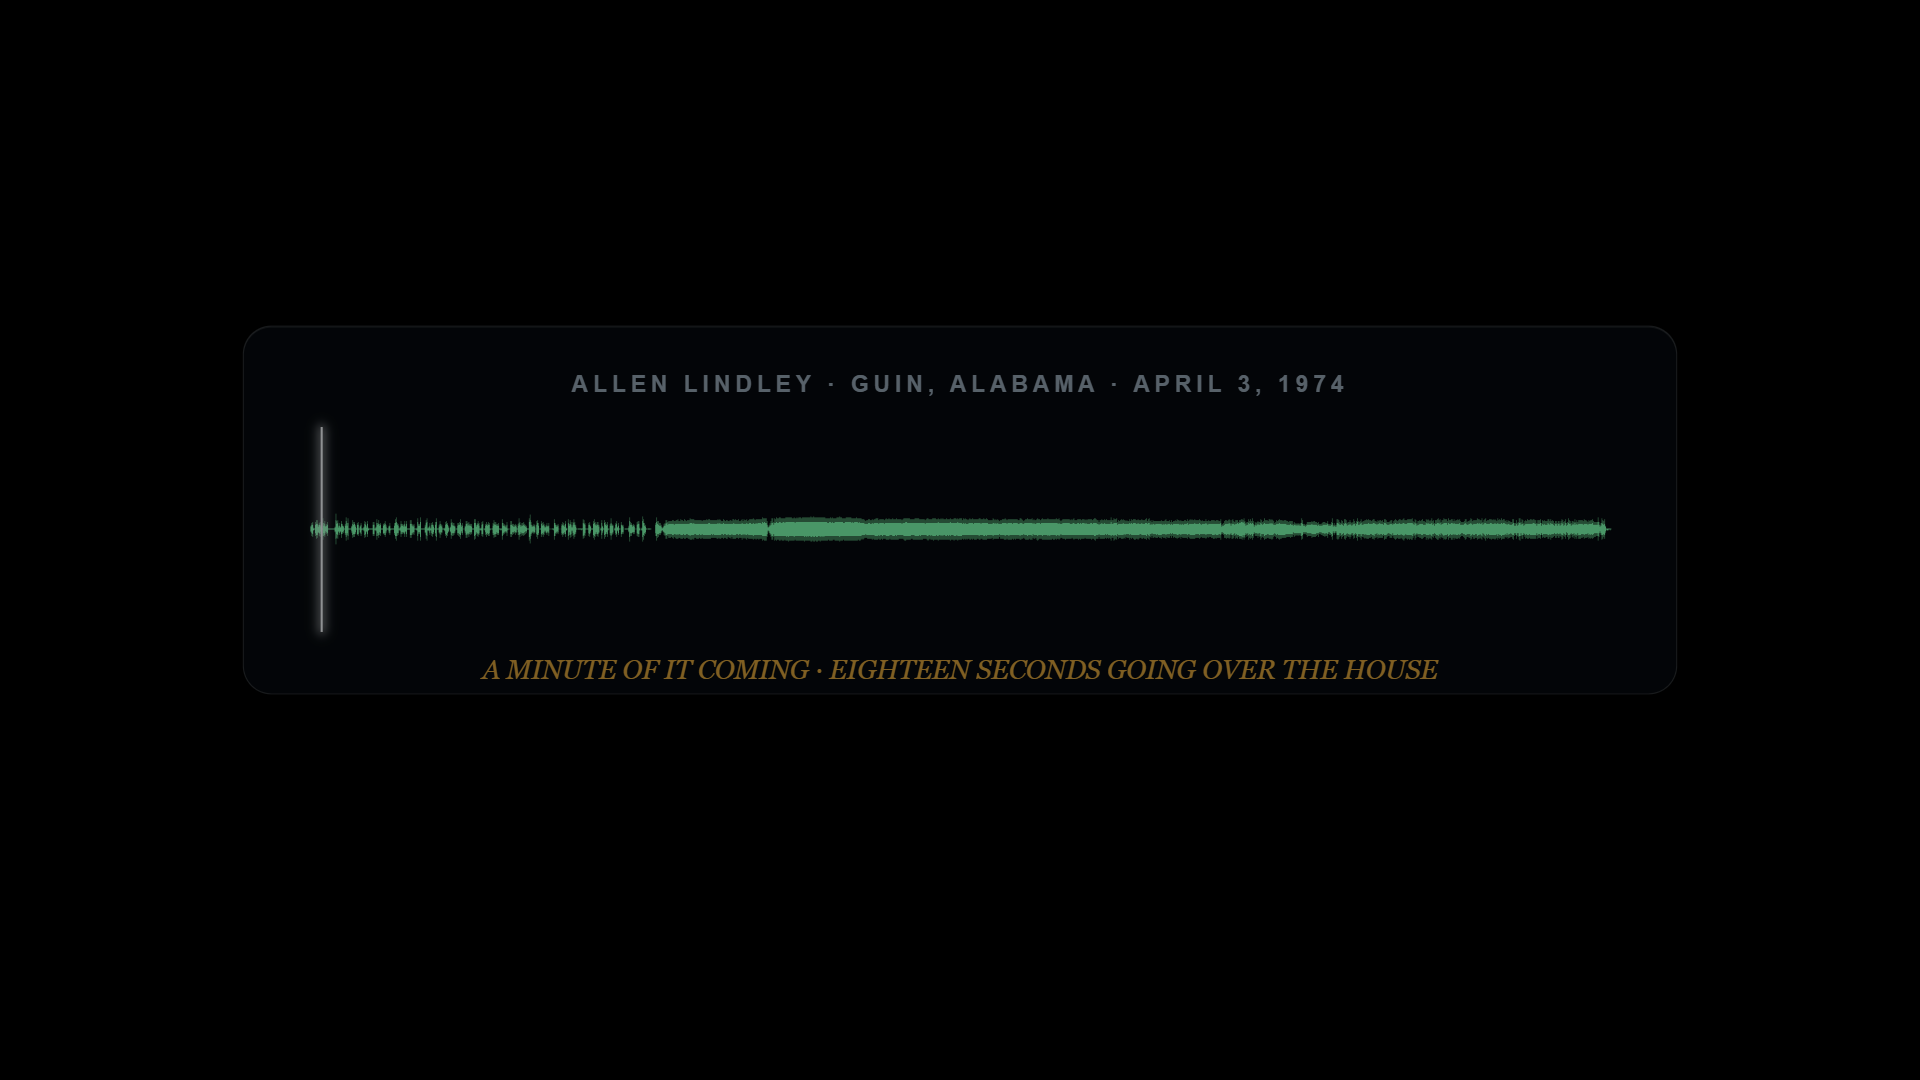 ALLEN LINDLEY · GUIN, ALABAMA · APRIL 3, 1974
A MINUTE OF IT COMING · EIGHTEEN SECONDS GOING OVER THE HOUSE